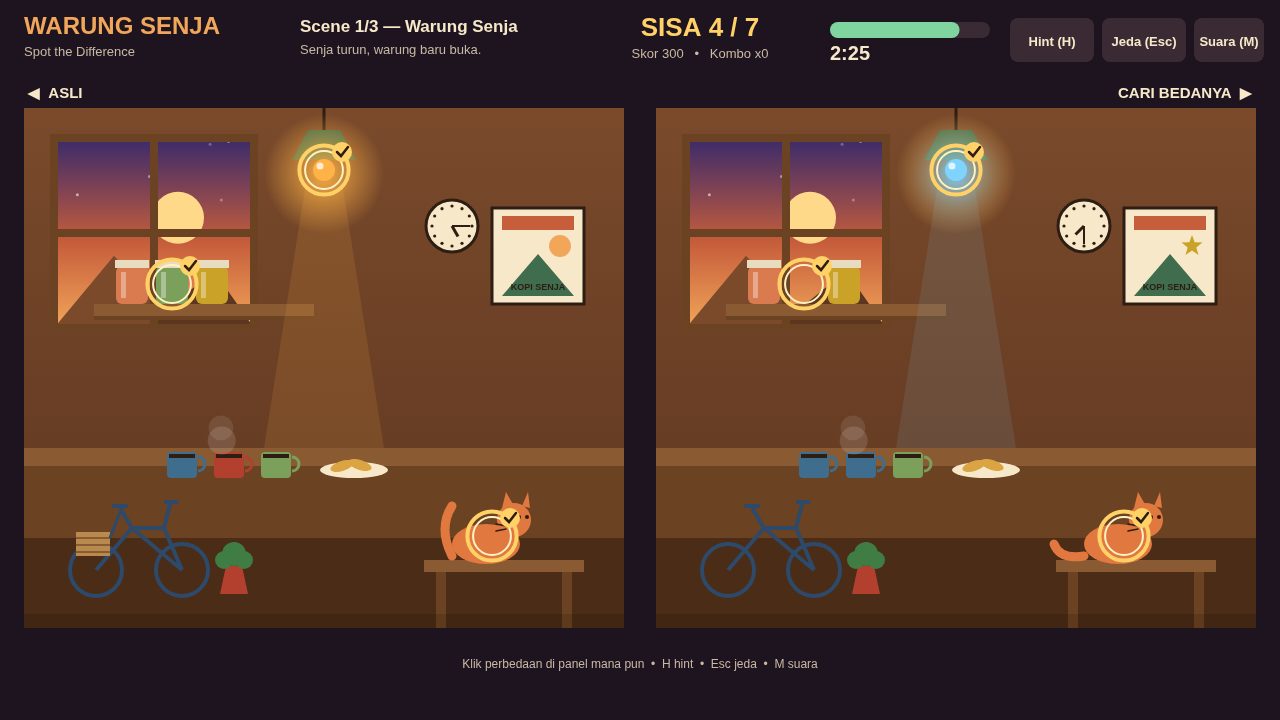 WARUNG SENJA
Spot the Difference
Scene 1/3 — Warung Senja
Senja turun, warung baru buka.
SISA 4 / 7
Skor 300 • Kombo x0
2:25
Hint (H)
Jeda (Esc)
Suara (M)
◀ ASLI
CARI BEDANYA ▶
KOPI SENJA
KOPI SENJA
Klik perbedaan di panel mana pun • H hint • Esc jeda • M suara